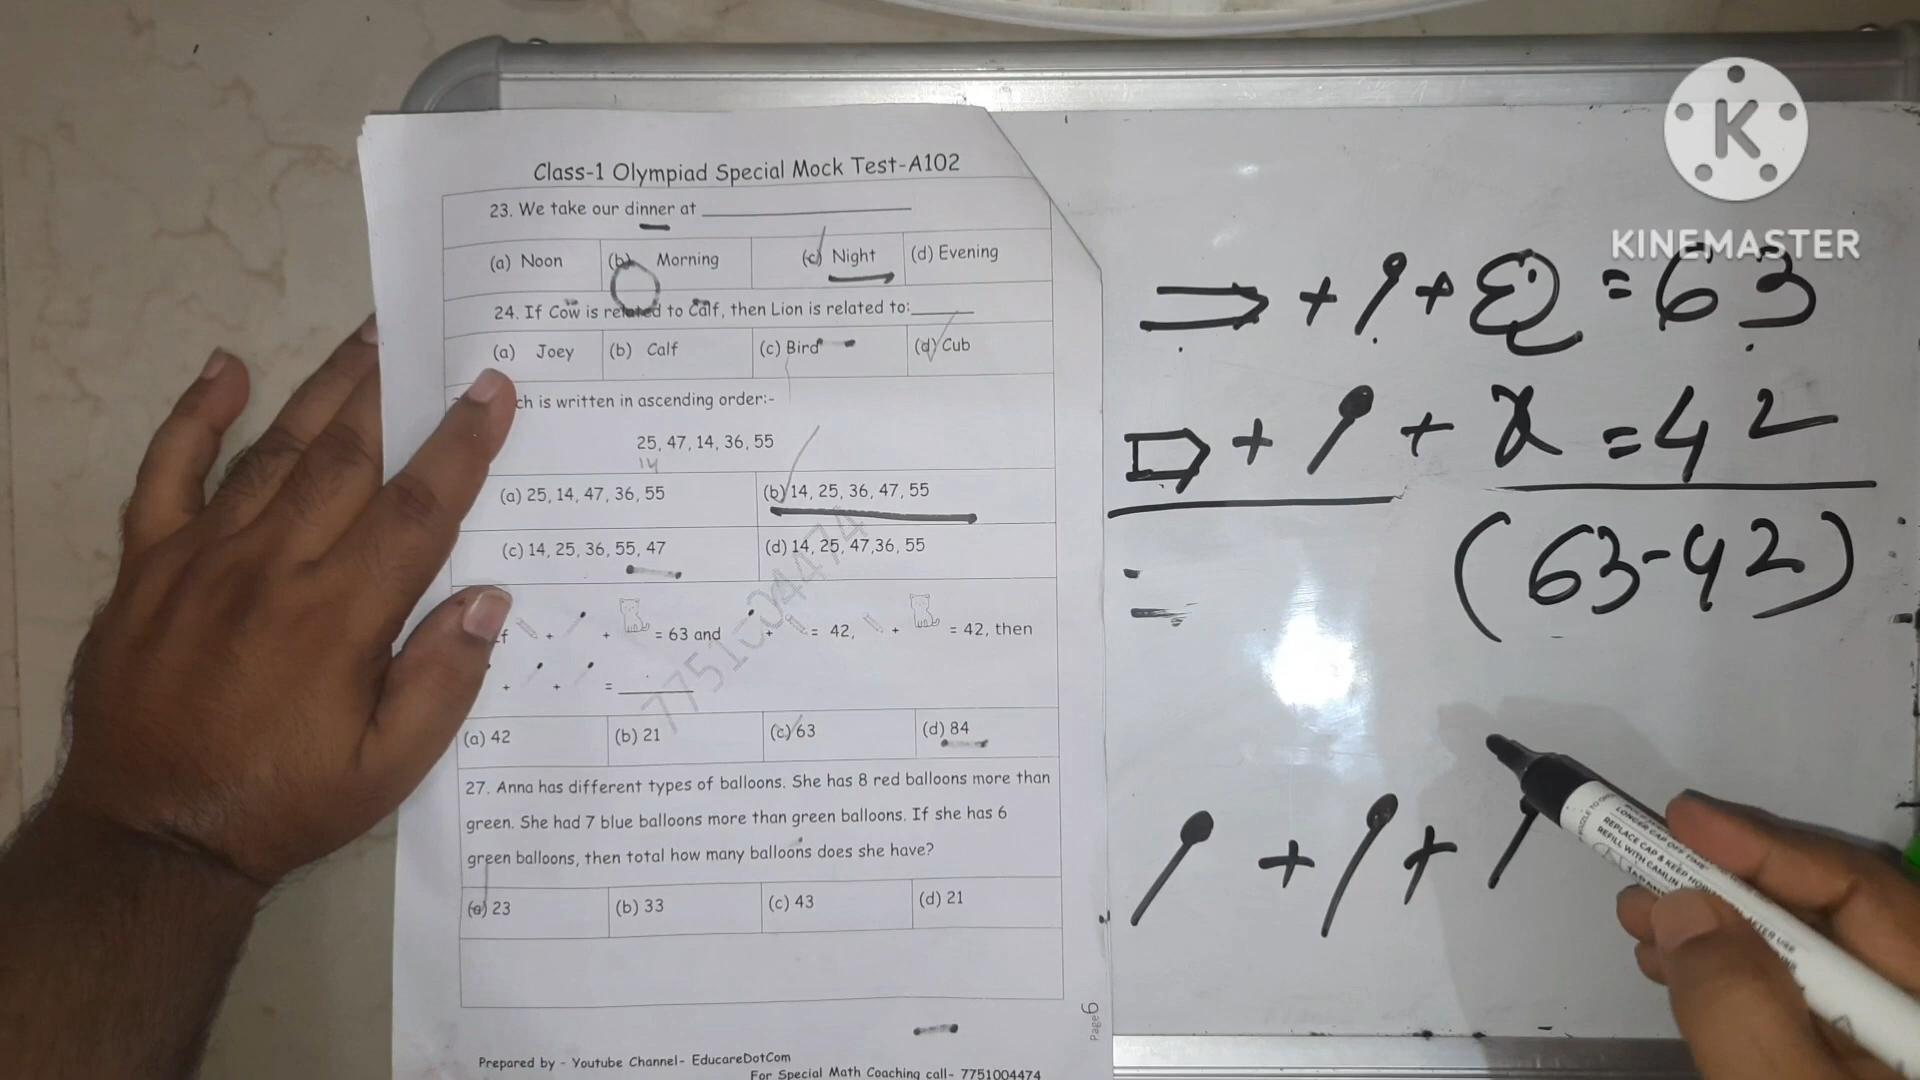 Class-1 Olympiad Special Mock Test-A102
23. We take our dinner at
(a) Noon (b) Morning (c) Night (d) Evening
24. If Cow is related to Calf, then Lion is related to:
(a) Joey (b) Calf (c) Bird (d) Cub
ch is written in ascending order:-
25, 47, 14, 36, 55
14
(a) 25, 14, 47, 36, 55 (b) 14, 25, 36, 47, 55
(c) 14, 25, 36, 55, 47 (d) 14, 25, 47,36, 55
f + + = 63 and + = 42, + = 42, then
+ + =
(a) 42 (b) 21 (c) 63 (d) 84
27. Anna has different types of balloons. She has 8 red balloons more than
green. She had 7 blue balloons more than green balloons. If she has 6
green balloons, then total how many balloons does she have?
(a) 23 (b) 33 (c) 43 (d) 21
7751004474
Page6
Prepared by - Youtube Channel- EducareDotCom
For Special Math Coaching call- 7751004474
K
KINEMASTER
+ + = 63
+ + = 42
= (63-42)
+ +
REPLACE CAP & KEEP